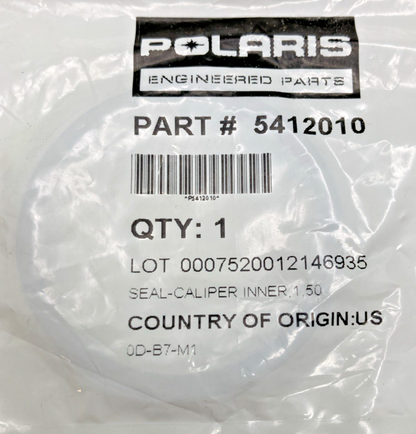 POLARIS
ENGINEERED PARTS
PART # 5412010
*P5412010*
QTY: 1
LOT 0007520012146935
SEAL-CALIPER INNER,1.50
COUNTRY OF ORIGIN:US
0D-B7-M1